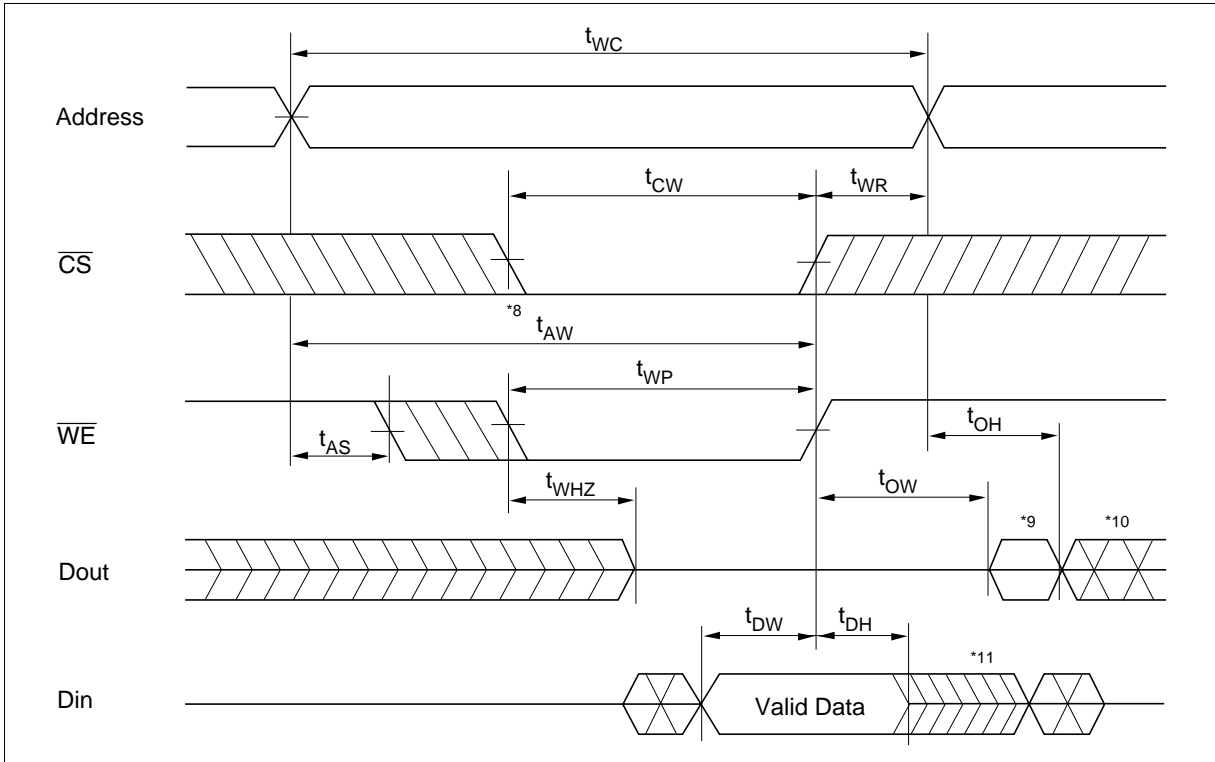 tWC
Address
tCW
tWR
CS
*8
tAW
tWP
WE
tAS
tOH
tWHZ
tOW
*9
*10
Dout
tDW
tDH
*11
Din
Valid Data